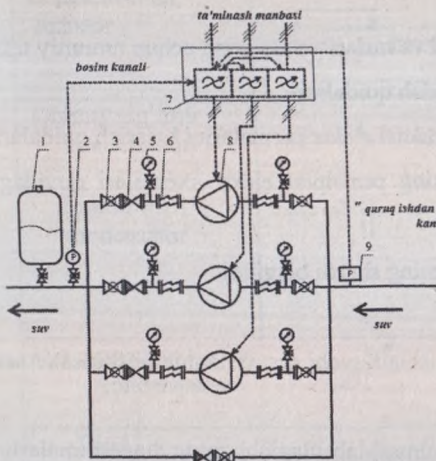 ta'minash manbasi
bosim kanali
7
1 2 3 4 5 6 8
P
" quruq ishdan
kan
9
P
suv
suv